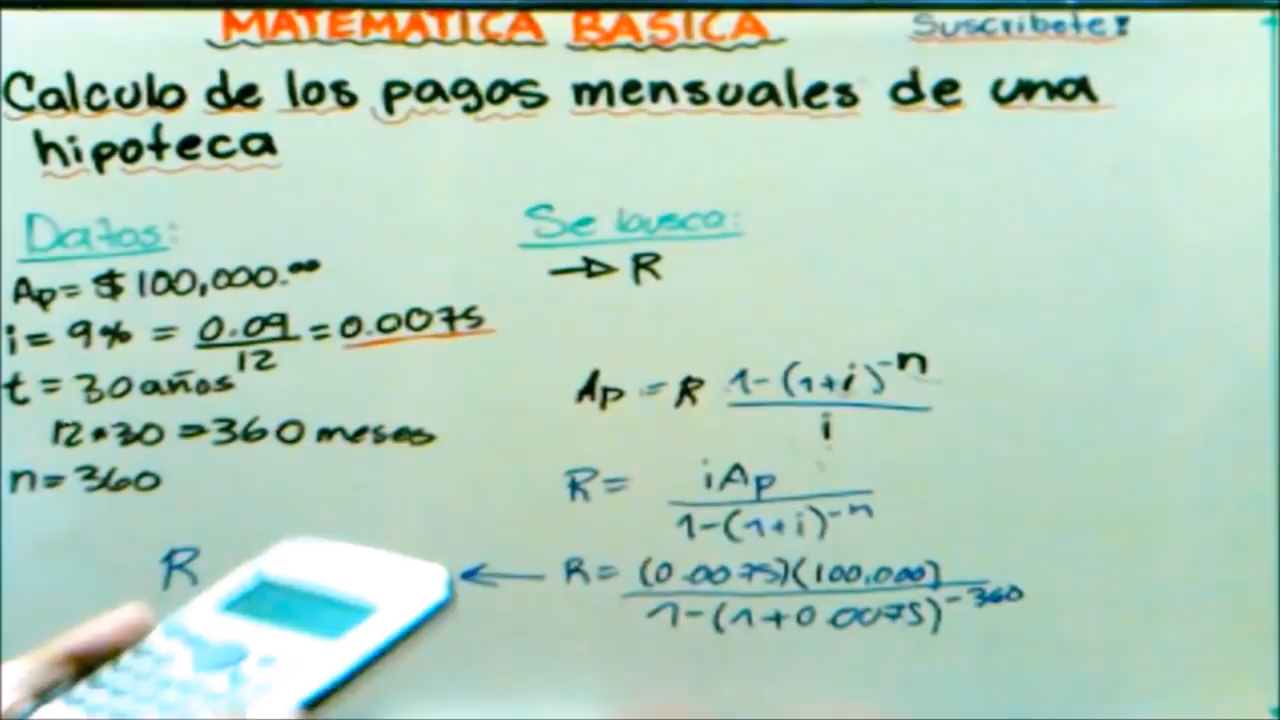 MATEMATICA BASICA
Suscribete!
Calculo de los pagos mensuales de una
hipoteca
Datos:
Ap = $ 100,000.⁰⁰
i = 9% = 0.09/12 = 0.0075
t = 30 años
12 * 30 = 360 meses
n = 360
Se busca:
→ R
Ap = R 1-(1+i)^-n / i
R = iAp / 1-(1+i)^-n
R ← R = (0.0075)(100,000) / 1-(1+0.0075)^-360